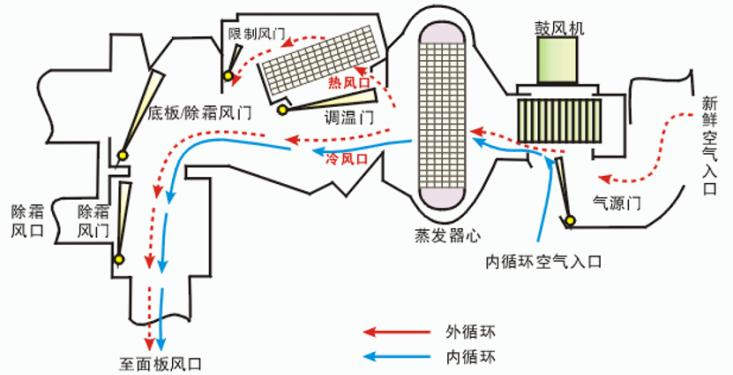 鼓风机
限制风门
热风口
底板/除霜风门
调温门
新鲜空气入口
冷风口
除霜
风口
除霜
风门
气源门
蒸发器心
内循环空气入口
外循环
内循环
至面板风口